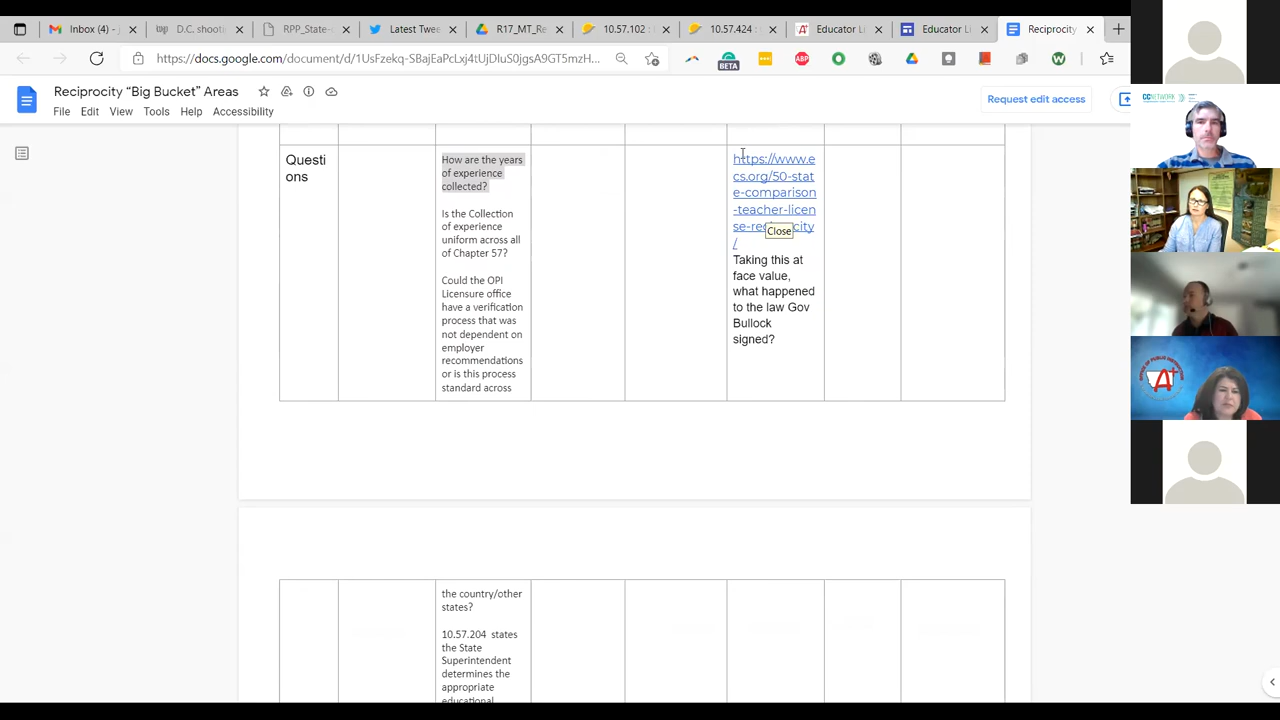 Inbox (4) -
D.C. shooti
RPP_State-
Latest Twee
R17_MT_Re
10.57.102 :
10.57.424 :
Educator Li
Educator Li
Reciprocity
https://docs.google.com/document/d/1UsFzekq-SBajEaPcLxj4tUjDIuS0jgsA9GT5mzH...
BETA
ABP
Reciprocity “Big Bucket” Areas
File Edit View Tools Help Accessibility
Request edit access
CCNETWORK
Questi
ons
How are the years
of experience
collected?
Is the Collection
of experience
uniform across all
of Chapter 57?
Could the OPI
Licensure office
have a verification
process that was
not dependent on
employer
recommendations
or is this process
standard across
https://www.e
cs.org/50-stat
e-comparison
-teacher-licen
se-reciprocity
/
Close
Taking this at
face value,
what happened
to the law Gov
Bullock
signed?
the country/other
states?
10.57.204 states
the State
Superintendent
determines the
appropriate
educational